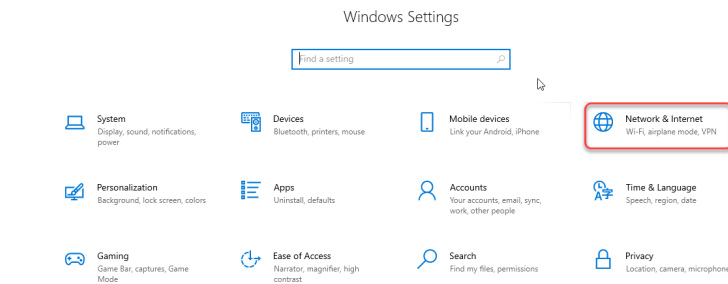 Windows Settings
Find a setting
System
Display, sound, notifications,
power
Devices
Bluetooth, printers, mouse
Mobile devices
Link your Android, iPhone
Network & Internet
Wi-Fi, airplane mode, VPN
Personalization
Background, lock screen, colors
Apps
Uninstall, defaults
Accounts
Your accounts, email, sync,
work, other people
Time & Language
Speech, region, date
Gaming
Game Bar, captures, Game
Mode
Ease of Access
Narrator, magnifier, high
contrast
Search
Find my files, permissions
Privacy
Location, camera, microphone